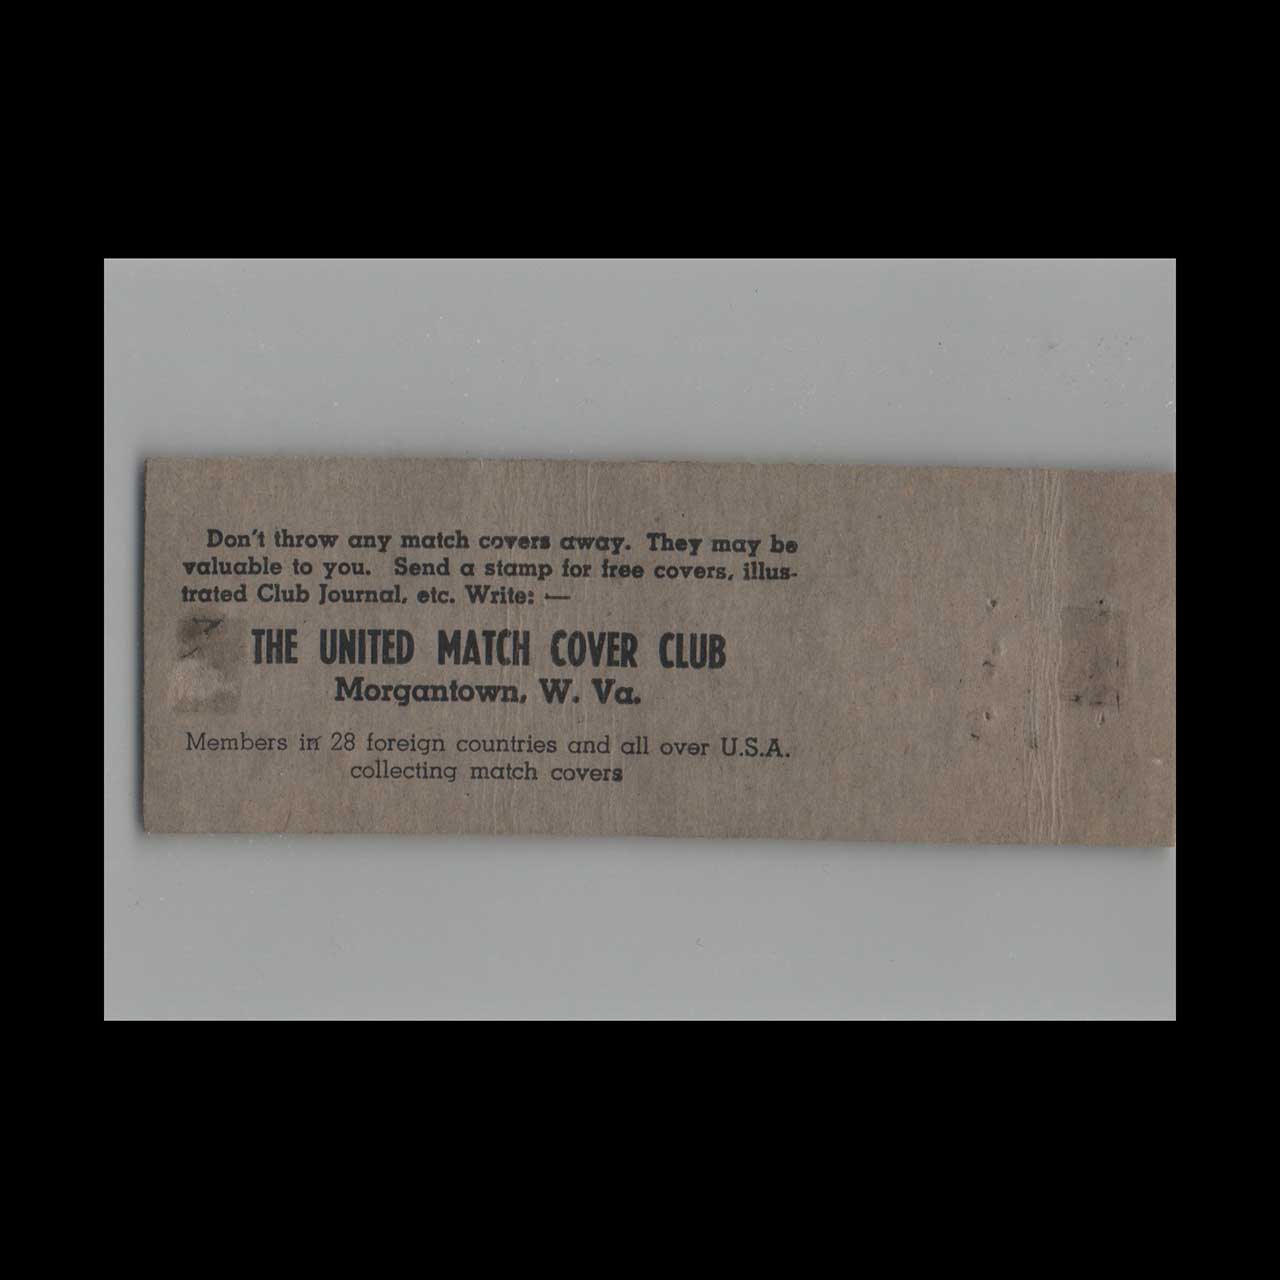 Don't throw any match covers away. They may be
valuable to you. Send a stamp for free covers, illus-
trated Club Journal, etc. Write: —
THE UNITED MATCH COVER CLUB
Morgantown, W. Va.
Members in 28 foreign countries and all over U.S.A.
collecting match covers